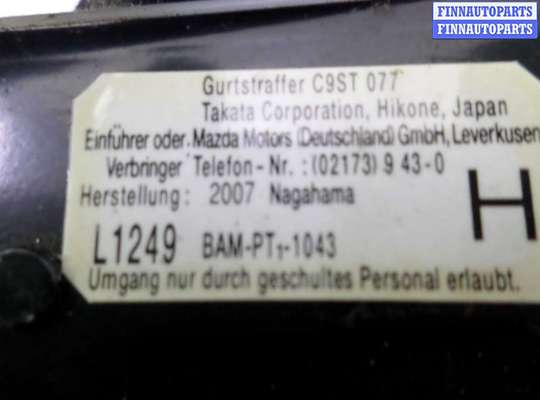 FINNAUTOPARTS
FINNAUTOPARTS
Gurtstraffer C9ST 077
Takata Corporation, Hikone, Japan
Einführer oder Mazda Motors (Deutschland) GmbH, Leverkusen
Verbringer Telefon-Nr.: (02173) 9 43-0
Herstellung: 2007 Nagahama
H
L1249 BAM-PT1-1043
Umgang nur durch geschultes Personal erlaubt.